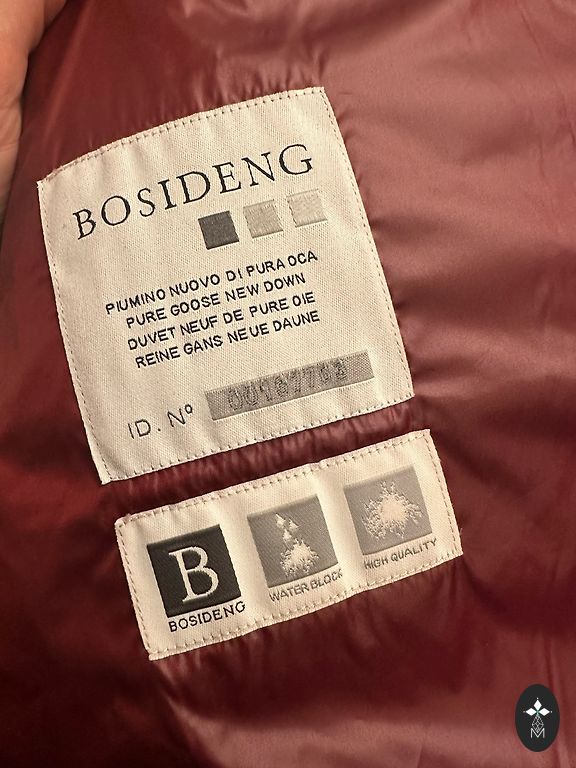 BOSIDENG
PIUMINO NUOVO DI PURA OCA
PURE GOOSE NEW DOWN
DUVET NEUF DE PURE OIE
REINE GANS NEUE DAUNE
ID. Nº
B
BOSIDENG
WATER BLOCK
HIGH QUALITY
M